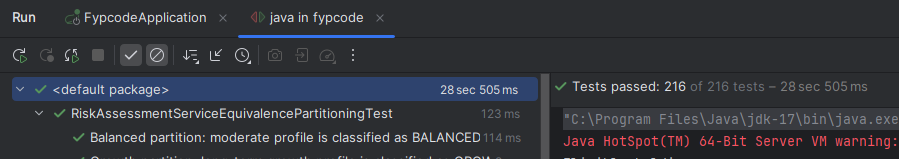 Run FypcodeApplication × java in fypcode ×
<default package> 28 sec 505 ms
Tests passed: 216 of 216 tests – 28 sec 505 ms
RiskAssessmentServiceEquivalencePartitioningTest 123 ms
"C:\Program Files\Java\jdk-17\bin\java.exe
Balanced partition: moderate profile is classified as BALANCED 114 ms
Java HotSpot(TM) 64-Bit Server VM warning: